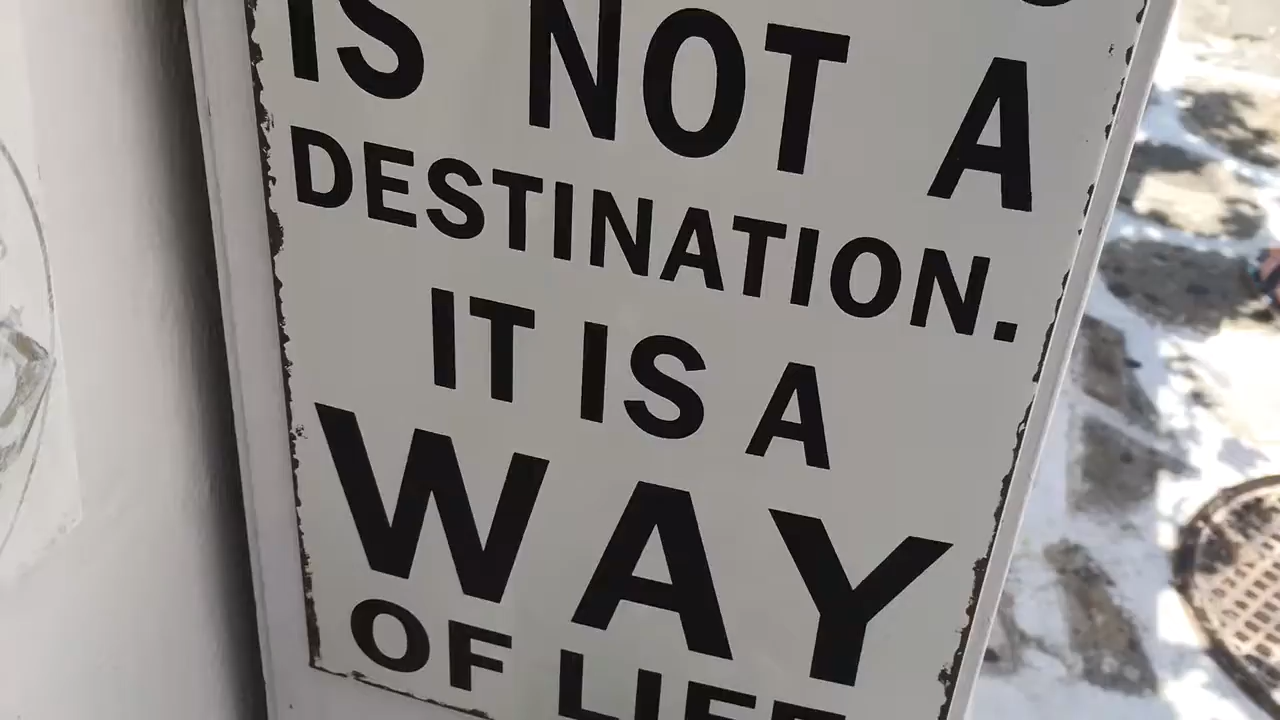 IS NOT A
DESTINATION.
IT IS A
WAY
OF LIFE